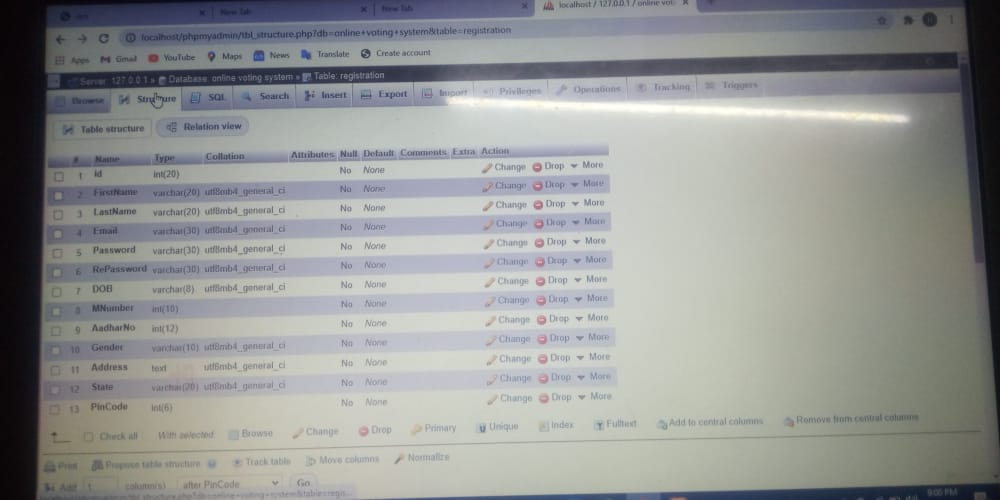 New Tab New Tab localhost / 127.0.0.1 / online voti
localhost/phpmyadmin/tbl_structure.php?db=online+voting+system&table=registration
Apps Gmail YouTube Maps News Translate Create account
Server: 127.0.0.1 » Database: online voting system » Table: registration
Browse Structure SQL Search Insert Export Import Privileges Operations Tracking Triggers
Table structure Relation view
# Name Type Collation Attributes Null Default Comments Extra Action
1 id int(20) No None Change Drop More
2 FirstName varchar(20) utf8mb4_general_ci No None Change Drop More
3 LastName varchar(20) utf8mb4_general_ci No None Change Drop More
4 Email varchar(30) utf8mb4_general_ci No None Change Drop More
5 Password varchar(30) utf8mb4_general_ci No None Change Drop More
6 RePassword varchar(30) utf8mb4_general_ci No None Change Drop More
7 DOB varchar(8) utf8mb4_general_ci No None Change Drop More
8 MNumber int(10) No None Change Drop More
9 AadharNo int(12) No None Change Drop More
10 Gender varchar(10) utf8mb4_general_ci No None Change Drop More
11 Address text utf8mb4_general_ci No None Change Drop More
12 State varchar(20) utf8mb4_general_ci No None Change Drop More
13 PinCode int(6) No None Change Drop More
Check all With selected: Browse Change Drop Primary Unique Index Fulltext Add to central columns Remove from central columns
Print Propose table structure Track table Move columns Normalize
Add 1 column(s) after PinCode Go
9:00 PM